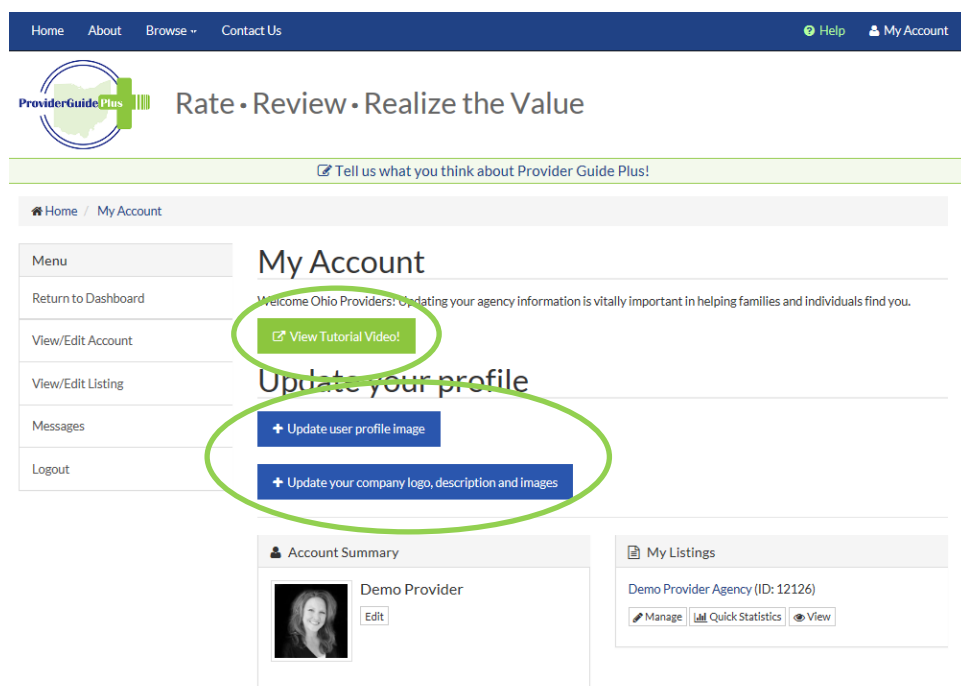 Home About Browse Contact Us Help My Account
ProviderGuide Plus
Rate • Review • Realize the Value
Tell us what you think about Provider Guide Plus!
Home / My Account
Menu
Return to Dashboard
View/Edit Account
View/Edit Listing
Messages
Logout
My Account
Welcome Ohio Providers! Updating your agency information is vitally important in helping families and individuals find you.
View Tutorial Video!
Update your profile
Update user profile image
Update your company logo, description and images
Account Summary
Demo Provider
Edit
My Listings
Demo Provider Agency (ID: 12126)
Manage Quick Statistics View